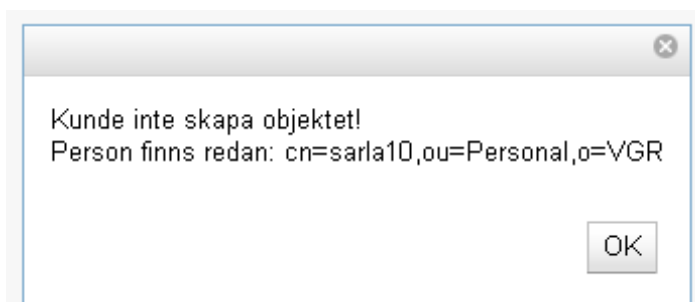 Kunde inte skapa objektet!
Person finns redan: cn=sarla10,ou=Personal,o=VGR
OK